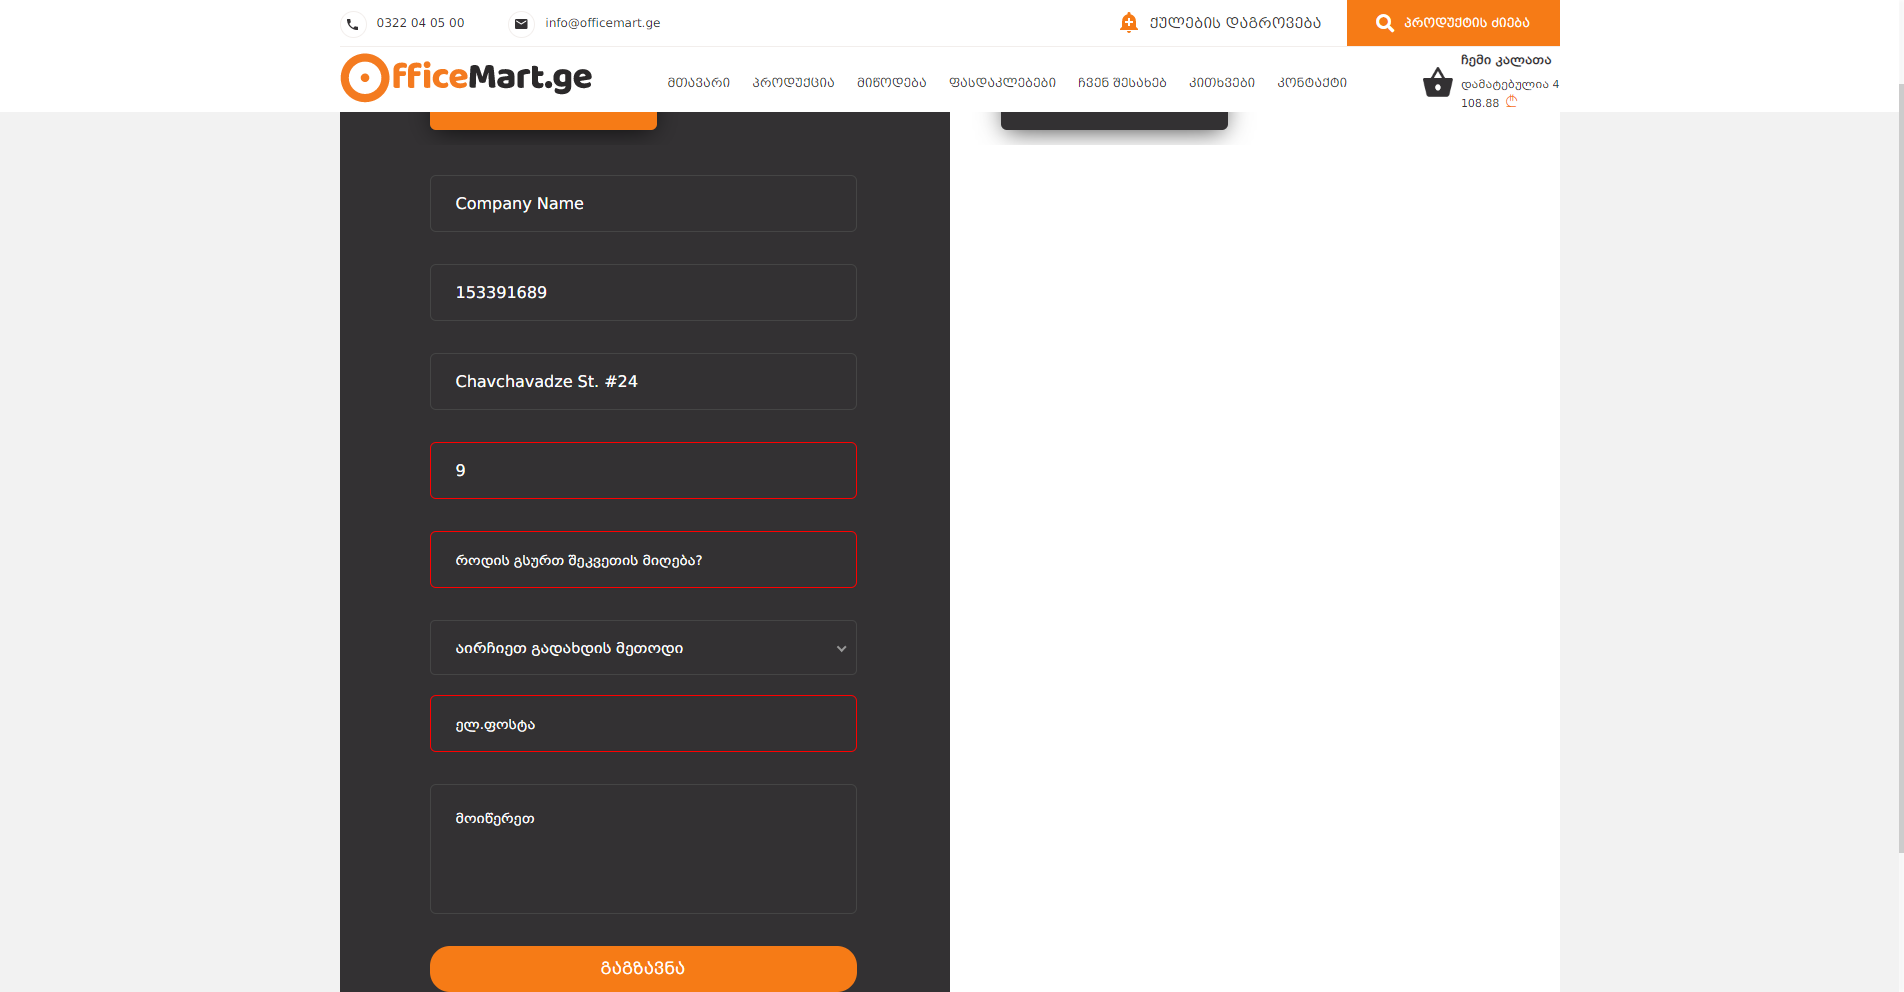 0322 04 05 00
info@officemart.ge
ქულების დაგროვება
პროდუქტის ძიება
OfficeMart.ge
მთავარი
პროდუქცია
მიწოდება
ფასდაკლებები
ჩვენ შესახებ
კითხვები
კონტაქტი
ჩემი კალათა
დამატებულია 4
108.88 ₾
Company Name
153391689
Chavchavadze St. #24
9
როდის გსურთ შეკვეთის მიღება?
აირჩიეთ გადახდის მეთოდი
ელ.ფოსტა
მოიწერეთ
გაგზავნა